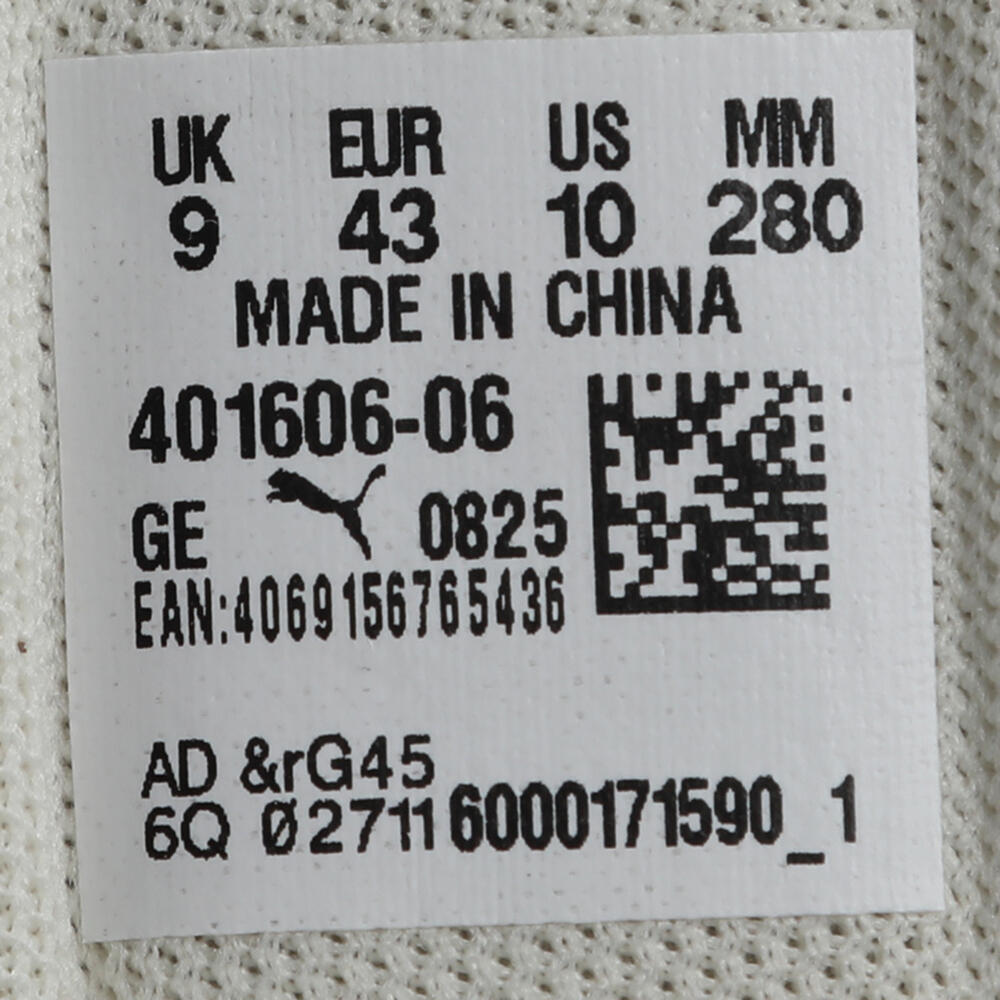 UK EUR US MM
9 43 10 280
MADE IN CHINA
401606-06
GE 0825
EAN:4069156765436
AD &rG45
6Q Ø2711 6000171590_1